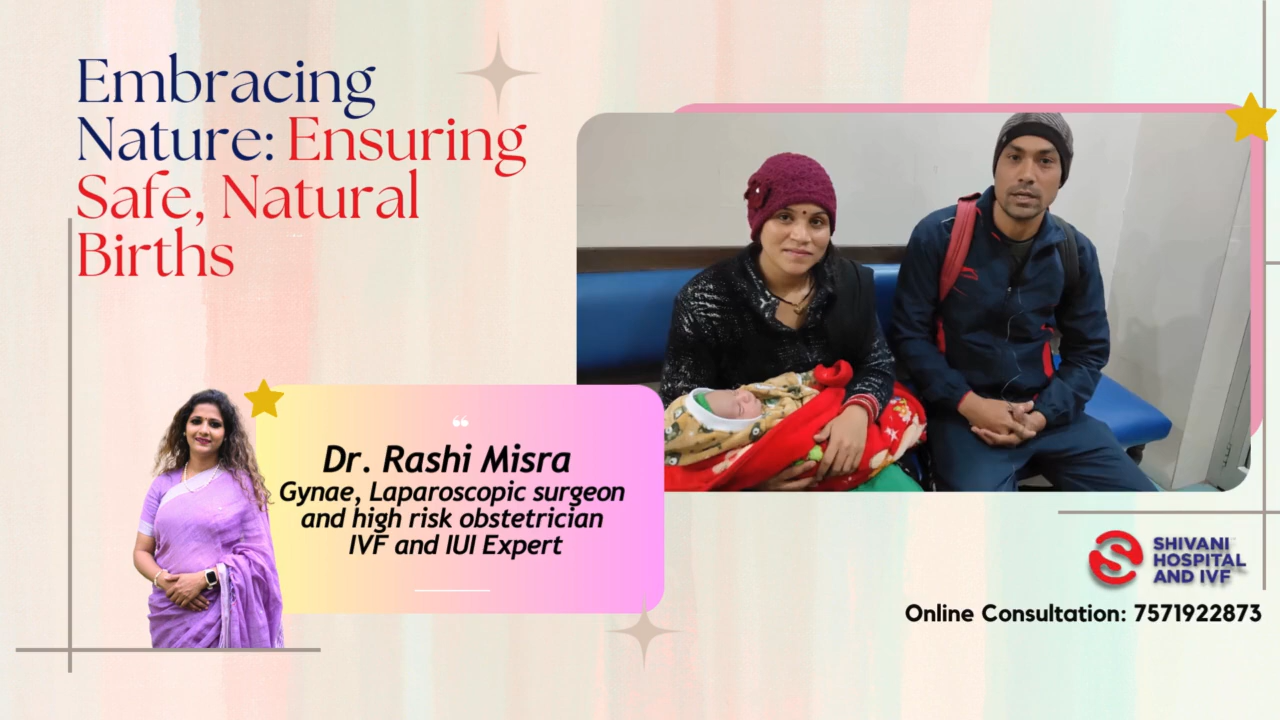 Embracing
Nature: Ensuring
Safe, Natural
Births
“
Dr. Rashi Misra
Gynae, Laparoscopic surgeon
and high risk obstetrician
IVF and IUI Expert
SHIVANI
HOSPITAL
AND IVF
Online Consultation: 7571922873